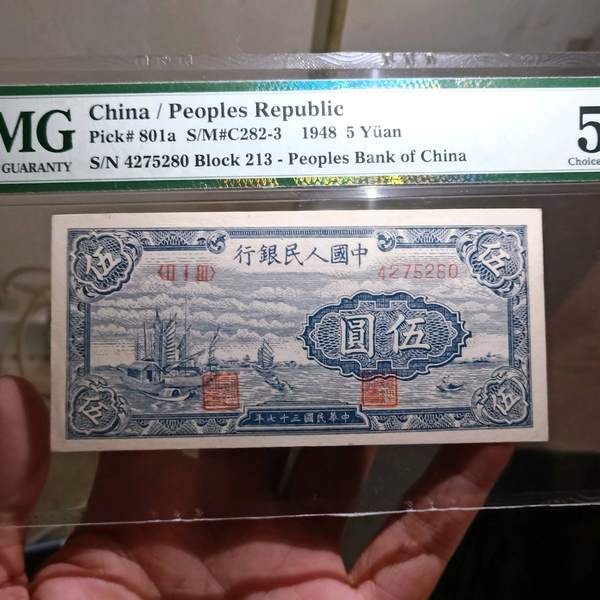 MG
GUARANTY
China / Peoples Republic
Pick# 801a S/M#C282-3 1948 5 Yüan
S/N 4275280 Block 213 - Peoples Bank of China
5
Choice
行銀民人國中
〈II I III〉
4275280
伍
伍
圓伍
伍
伍
年七十三國民華中